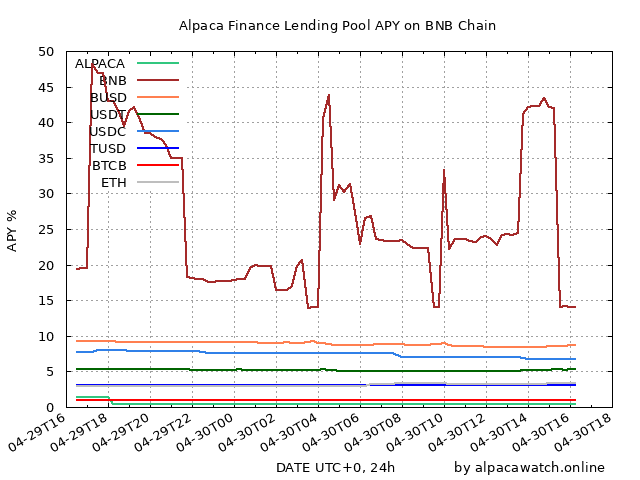 Alpaca Finance Lending Pool APY on BNB Chain
50
45
40
35
30
25
20
15
10
5
0
APY %
ALPACA
BNB
BUSD
USDT
USDC
TUSD
BTCB
ETH
04-29T16
04-29T18
04-29T20
04-29T22
04-30T00
04-30T02
04-30T04
04-30T06
04-30T08
04-30T10
04-30T12
04-30T14
04-30T16
04-30T18
DATE UTC+0, 24h
by alpacawatch.online